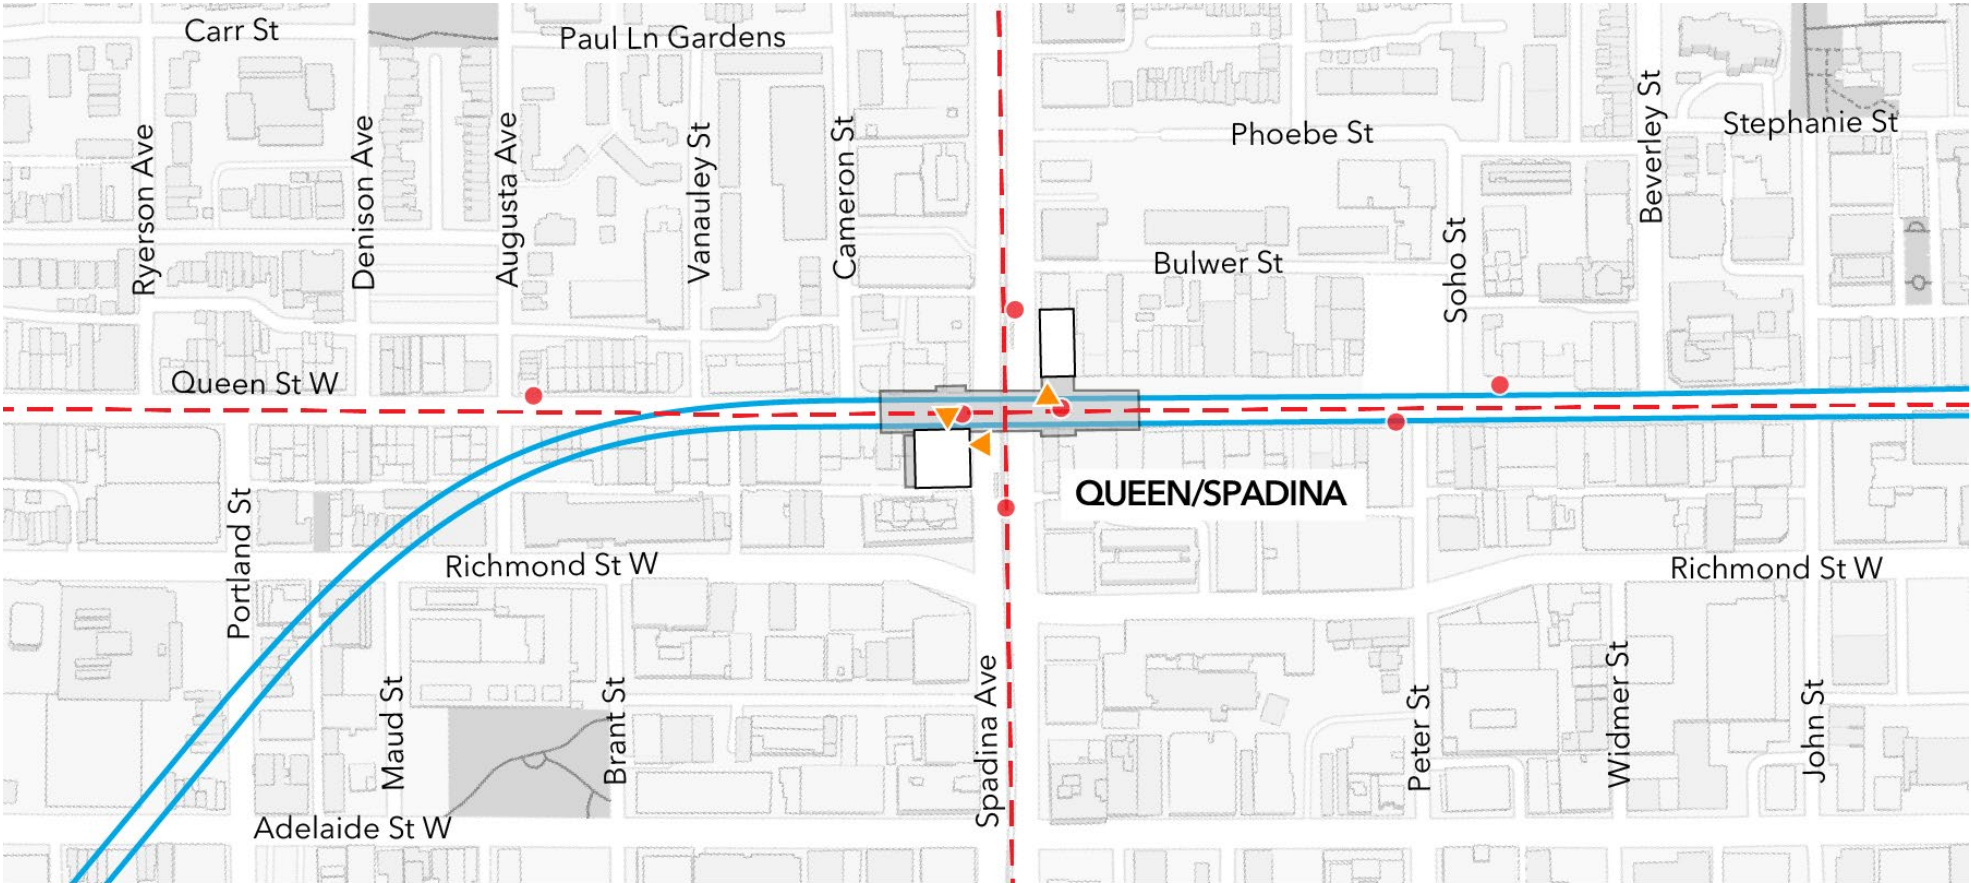 Carr St
Paul Ln Gardens
Ryerson Ave
Denison Ave
Augusta Ave
Vanauley St
Cameron St
Phoebe St
Beverley St
Stephanie St
Bulwer St
Soho St
Queen St W
QUEEN/SPADINA
Portland St
Richmond St W
Richmond St W
Maud St
Brant St
Spadina Ave
Peter St
Widmer St
John St
Adelaide St W